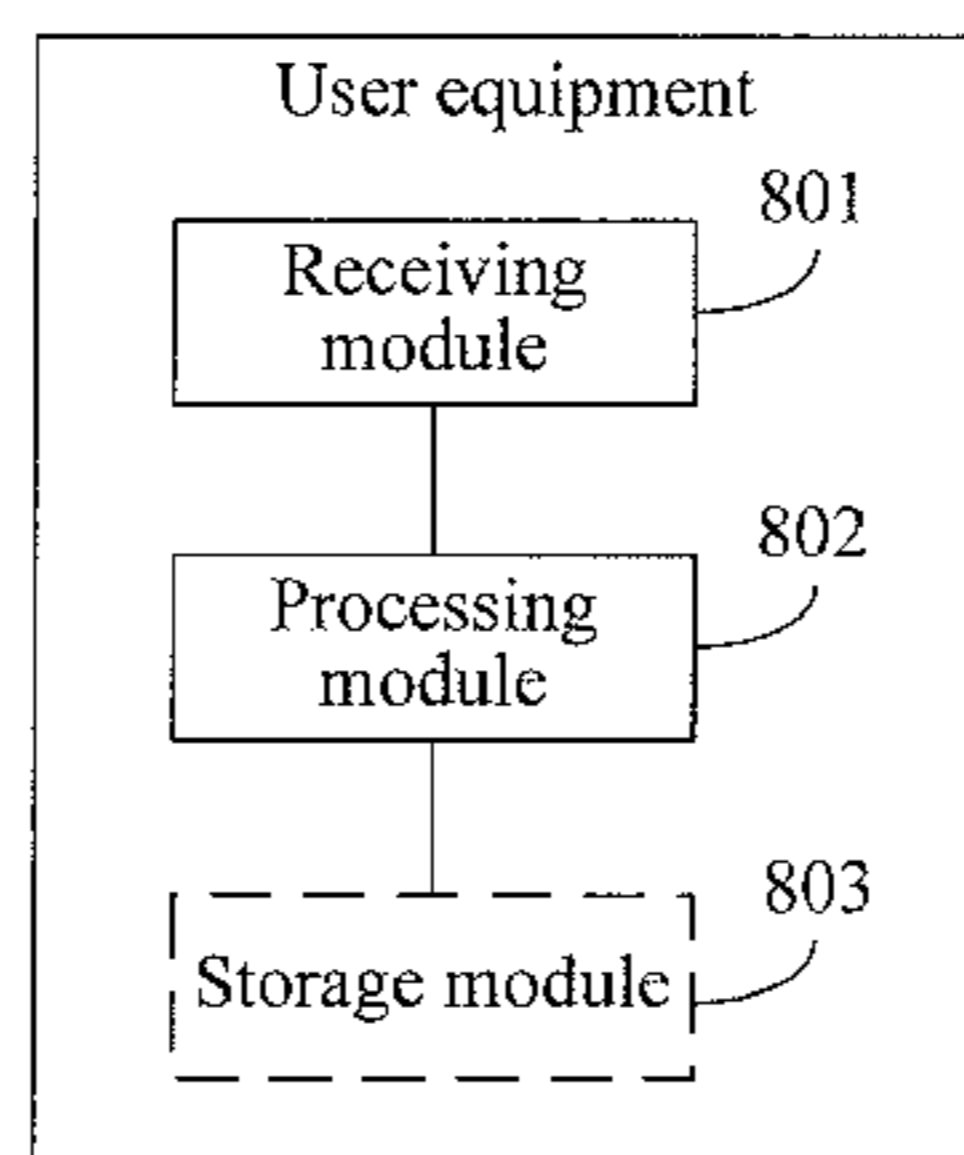 User equipment
801
Receiving
module
802
Processing
module
803
Storage module